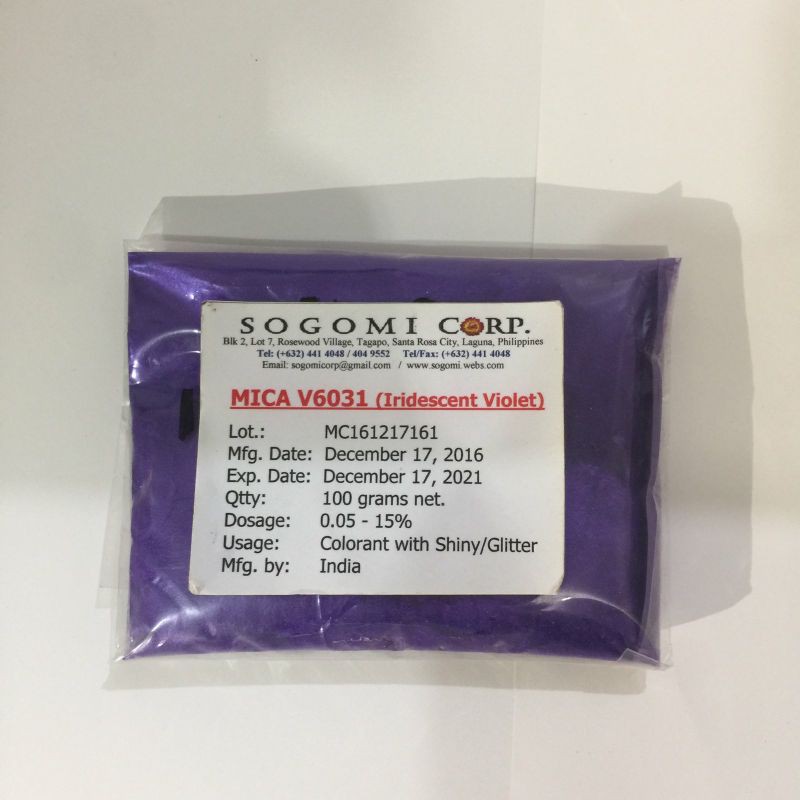 SOGOMI CORP.
Blk 2, Lot 7, Rosewood Village, Tagapo, Santa Rosa City, Laguna, Philippines
Tel: (+632) 441 4048 / 404 9552 Tel/Fax: (+632) 441 4048
Email: sogomicorp@gmail.com / www.sogomi.webs.com
MICA V6031 (Iridescent Violet)
Lot.: MC161217161
Mfg. Date: December 17, 2016
Exp. Date: December 17, 2021
Qtty: 100 grams net.
Dosage: 0.05 - 15%
Usage: Colorant with Shiny/Glitter
Mfg. by: India